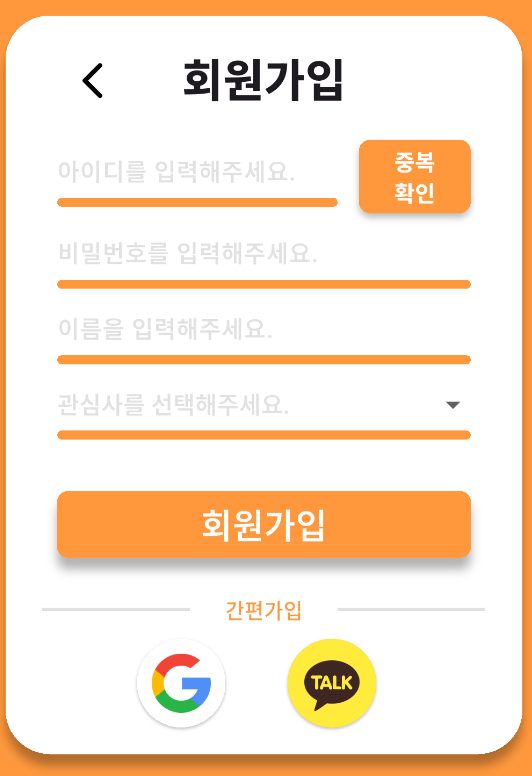 회원가입
아이디를 입력해주세요.
중복
확인
비밀번호를 입력해주세요.
이름을 입력해주세요.
관심사를 선택해주세요.
회원가입
간편가입
TALK